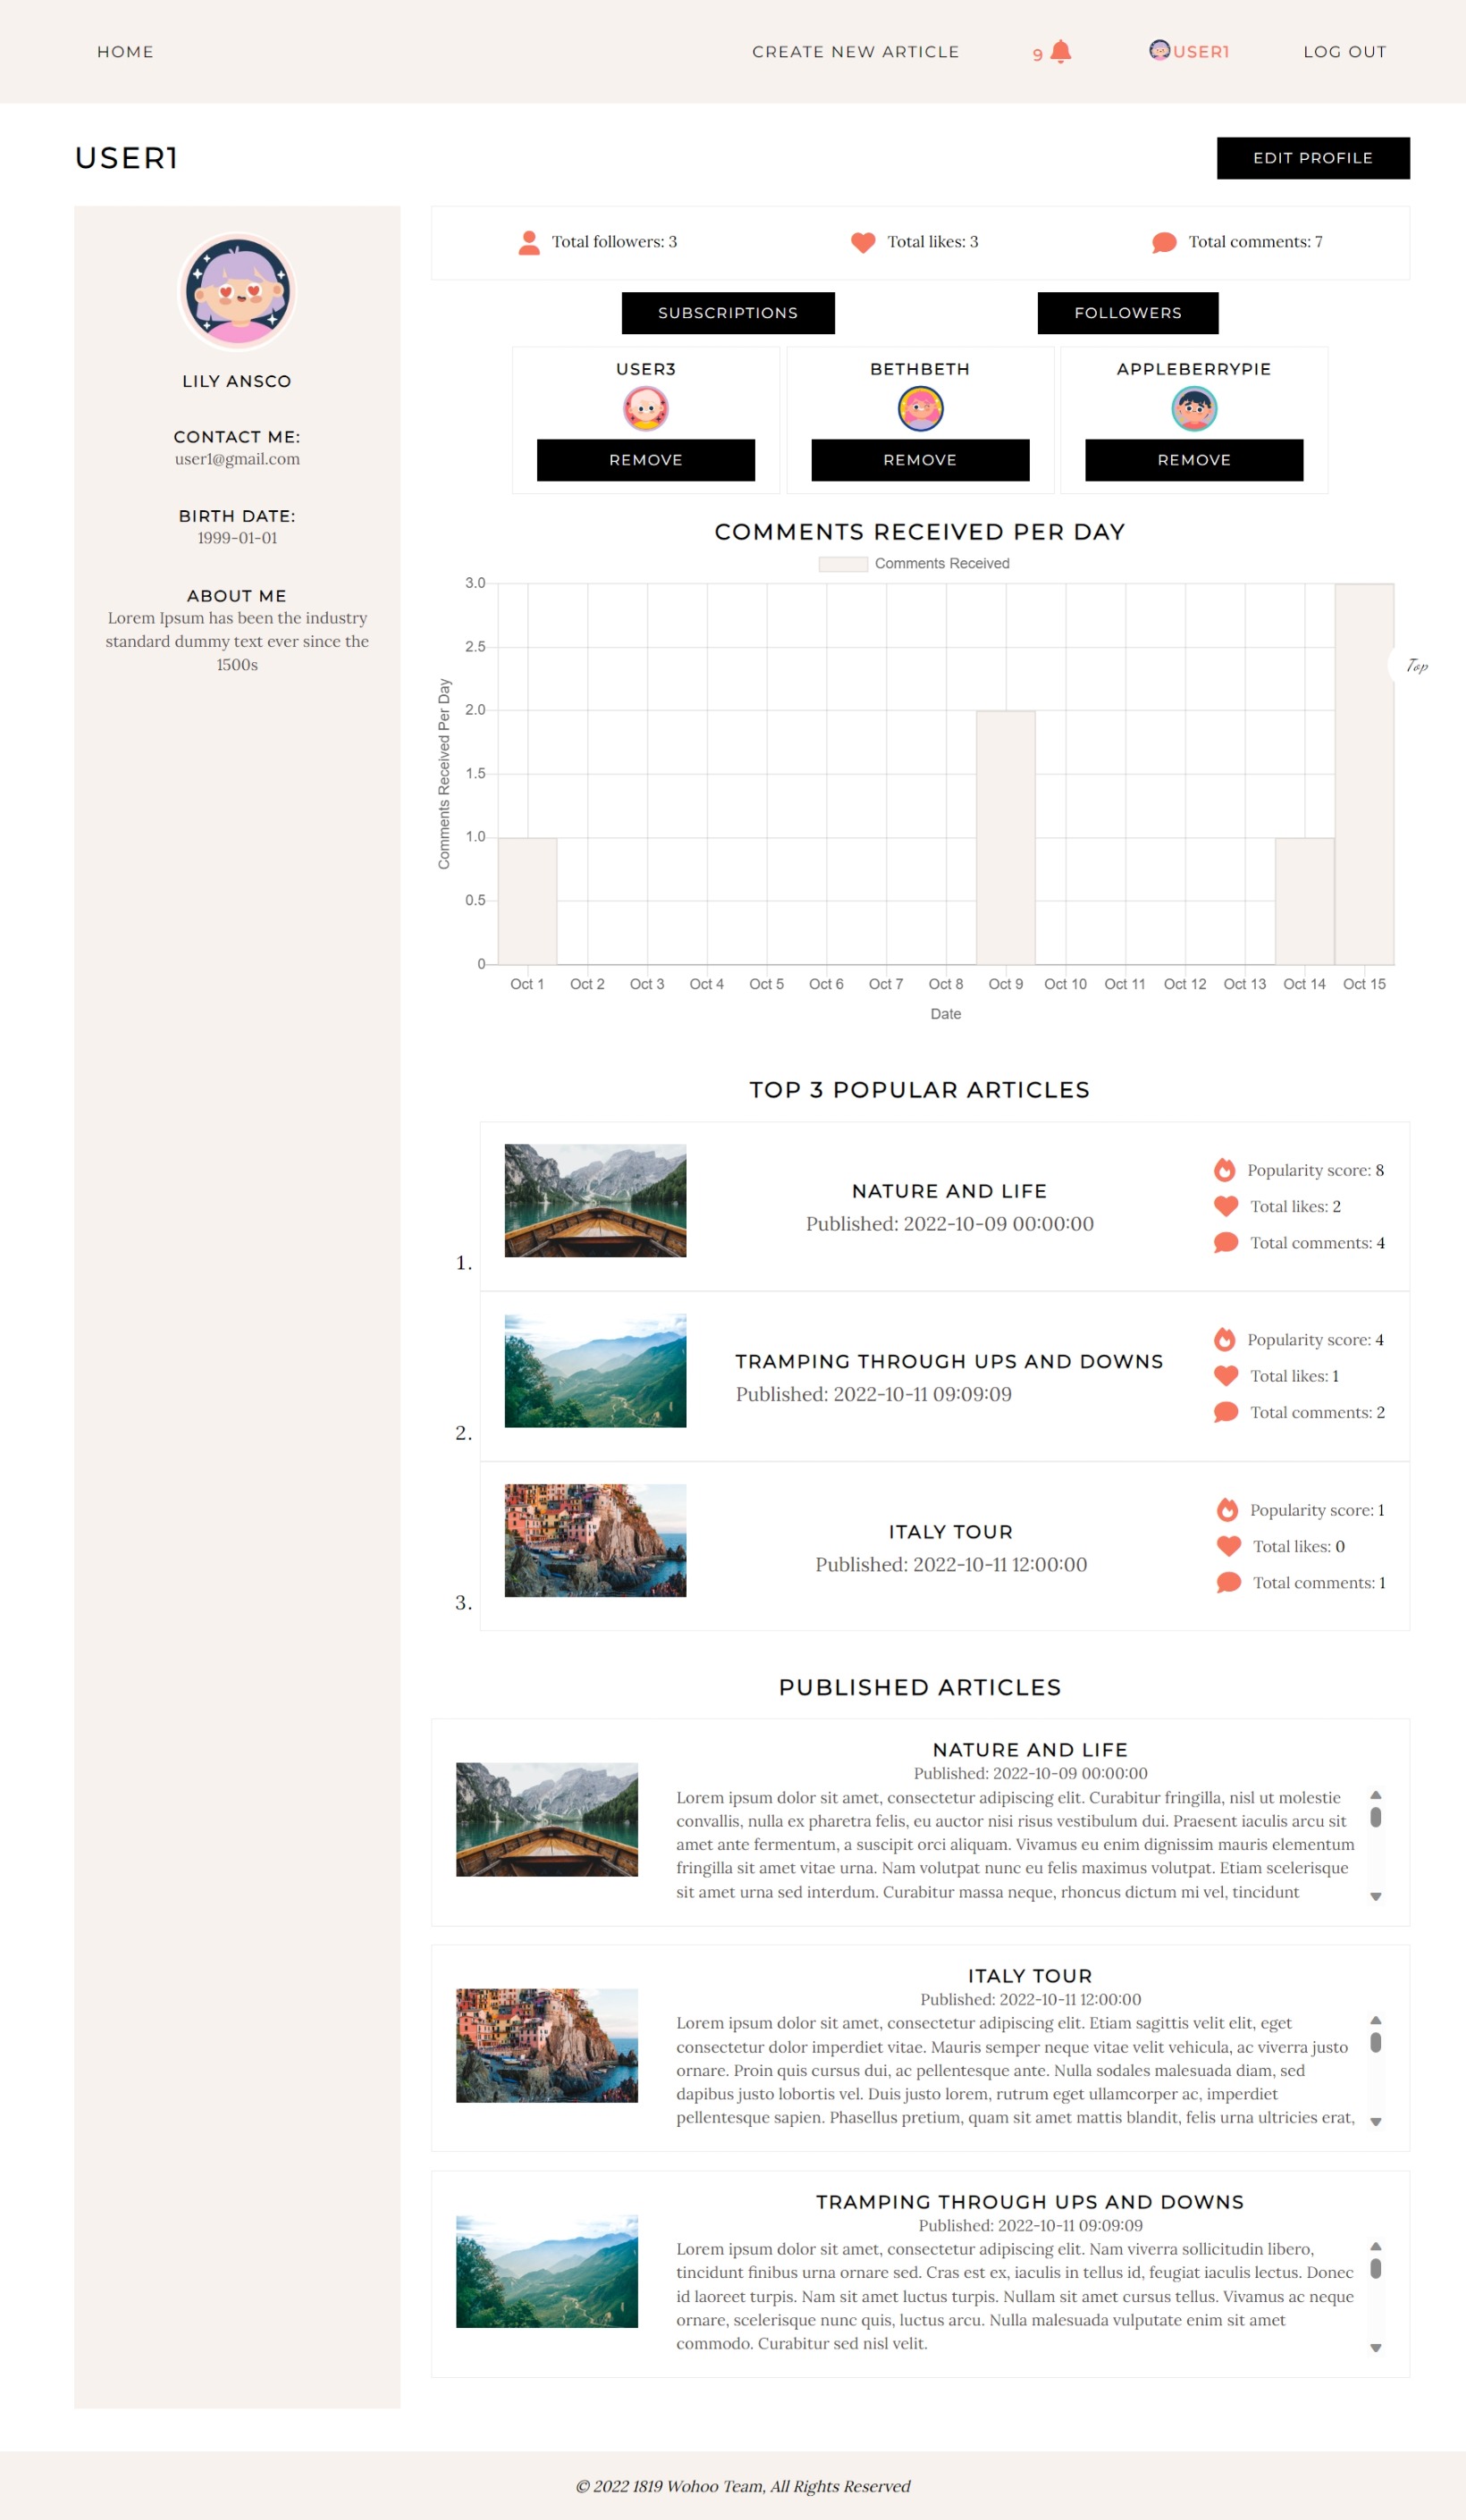 HOME
CREATE NEW ARTICLE
9
USER1
LOG OUT
USER1
EDIT PROFILE
LILY ANSCO
CONTACT ME:
user1@gmail.com
BIRTH DATE:
1999-01-01
ABOUT ME
Lorem Ipsum has been the industry
standard dummy text ever since the
1500s
Total followers: 3
Total likes: 3
Total comments: 7
SUBSCRIPTIONS
FOLLOWERS
USER3
REMOVE
BETHBETH
REMOVE
APPLEBERRYPIE
REMOVE
COMMENTS RECEIVED PER DAY
Comments Received
Comments Received Per Day
3.0
2.5
2.0
1.5
1.0
0.5
0
Oct 1 Oct 2 Oct 3 Oct 4 Oct 5 Oct 6 Oct 7 Oct 8 Oct 9 Oct 10 Oct 11 Oct 12 Oct 13 Oct 14 Oct 15
Date
Top
TOP 3 POPULAR ARTICLES
1.
NATURE AND LIFE
Published: 2022-10-09 00:00:00
Popularity score: 8
Total likes: 2
Total comments: 4
2.
TRAMPING THROUGH UPS AND DOWNS
Published: 2022-10-11 09:09:09
Popularity score: 4
Total likes: 1
Total comments: 2
3.
ITALY TOUR
Published: 2022-10-11 12:00:00
Popularity score: 1
Total likes: 0
Total comments: 1
PUBLISHED ARTICLES
NATURE AND LIFE
Published: 2022-10-09 00:00:00
Lorem ipsum dolor sit amet, consectetur adipiscing elit. Curabitur fringilla, nisl ut molestie
convallis, nulla ex pharetra felis, eu auctor nisi risus vestibulum dui. Praesent iaculis arcu sit
amet ante fermentum, a suscipit orci aliquam. Vivamus eu enim dignissim mauris elementum
fringilla sit amet vitae urna. Nam volutpat nunc eu felis maximus volutpat. Etiam scelerisque
sit amet urna sed interdum. Curabitur massa neque, rhoncus dictum mi vel, tincidunt
ITALY TOUR
Published: 2022-10-11 12:00:00
Lorem ipsum dolor sit amet, consectetur adipiscing elit. Etiam sagittis velit elit, eget
consectetur dolor imperdiet vitae. Mauris semper neque vitae velit vehicula, ac viverra justo
ornare. Proin quis cursus dui, ac pellentesque ante. Nulla sodales malesuada diam, sed
dapibus justo lobortis vel. Duis justo lorem, rutrum eget ullamcorper ac, imperdiet
pellentesque sapien. Phasellus pretium, quam sit amet mattis blandit, felis urna ultricies erat,
TRAMPING THROUGH UPS AND DOWNS
Published: 2022-10-11 09:09:09
Lorem ipsum dolor sit amet, consectetur adipiscing elit. Nam viverra sollicitudin libero,
tincidunt finibus urna ornare sed. Cras est ex, iaculis in tellus id, feugiat iaculis lectus. Donec
id laoreet turpis. Nam sit amet luctus turpis. Nullam sit amet cursus tellus. Vivamus ac neque
ornare, scelerisque nunc quis, luctus arcu. Nulla malesuada vulputate enim sit amet
commodo. Curabitur sed nisl velit.
© 2022 1819 Wohoo Team, All Rights Reserved